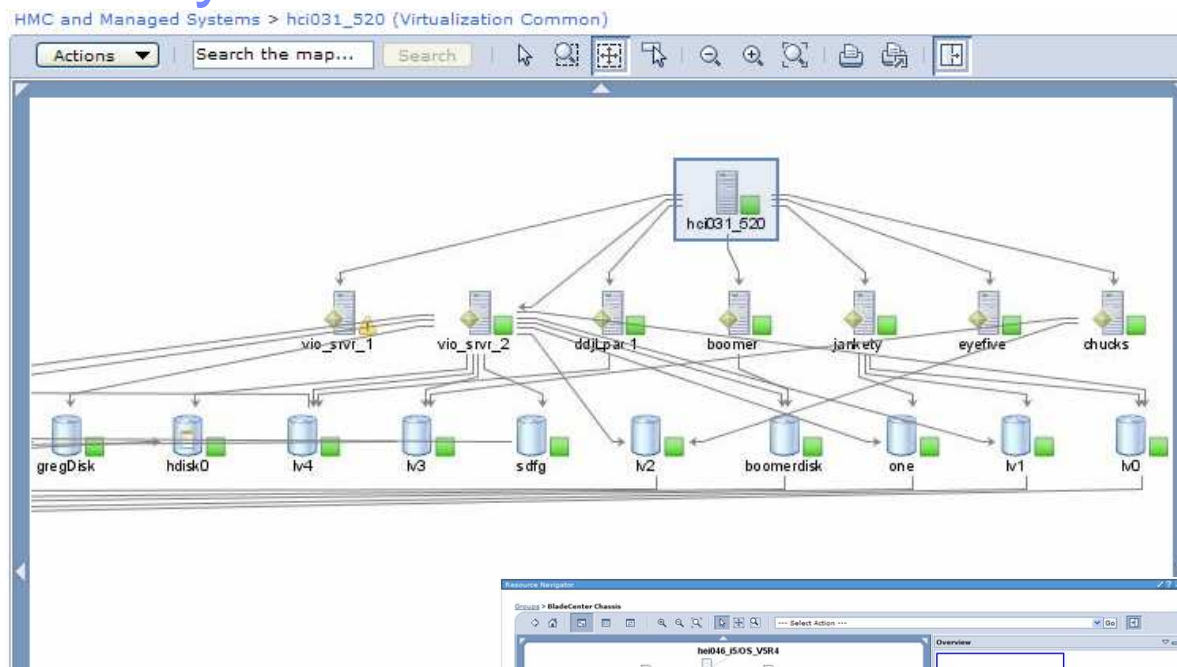 HMC and Managed Systems > hci031_520 (Virtualization Common)
Actions
Search the map...
Search
hci031_520
vio_srvr_1
vio_srvr_2
ddjLpar1
boomer
jankety
eyefive
chucks
gregDisk
hdisk0
lv4
lv3
sdfg
lv2
boomerdisk
one
lv1
lv0
Resource Navigator
Groups > BladeCenter Chassis
--- Select Action ---
Go
Overview